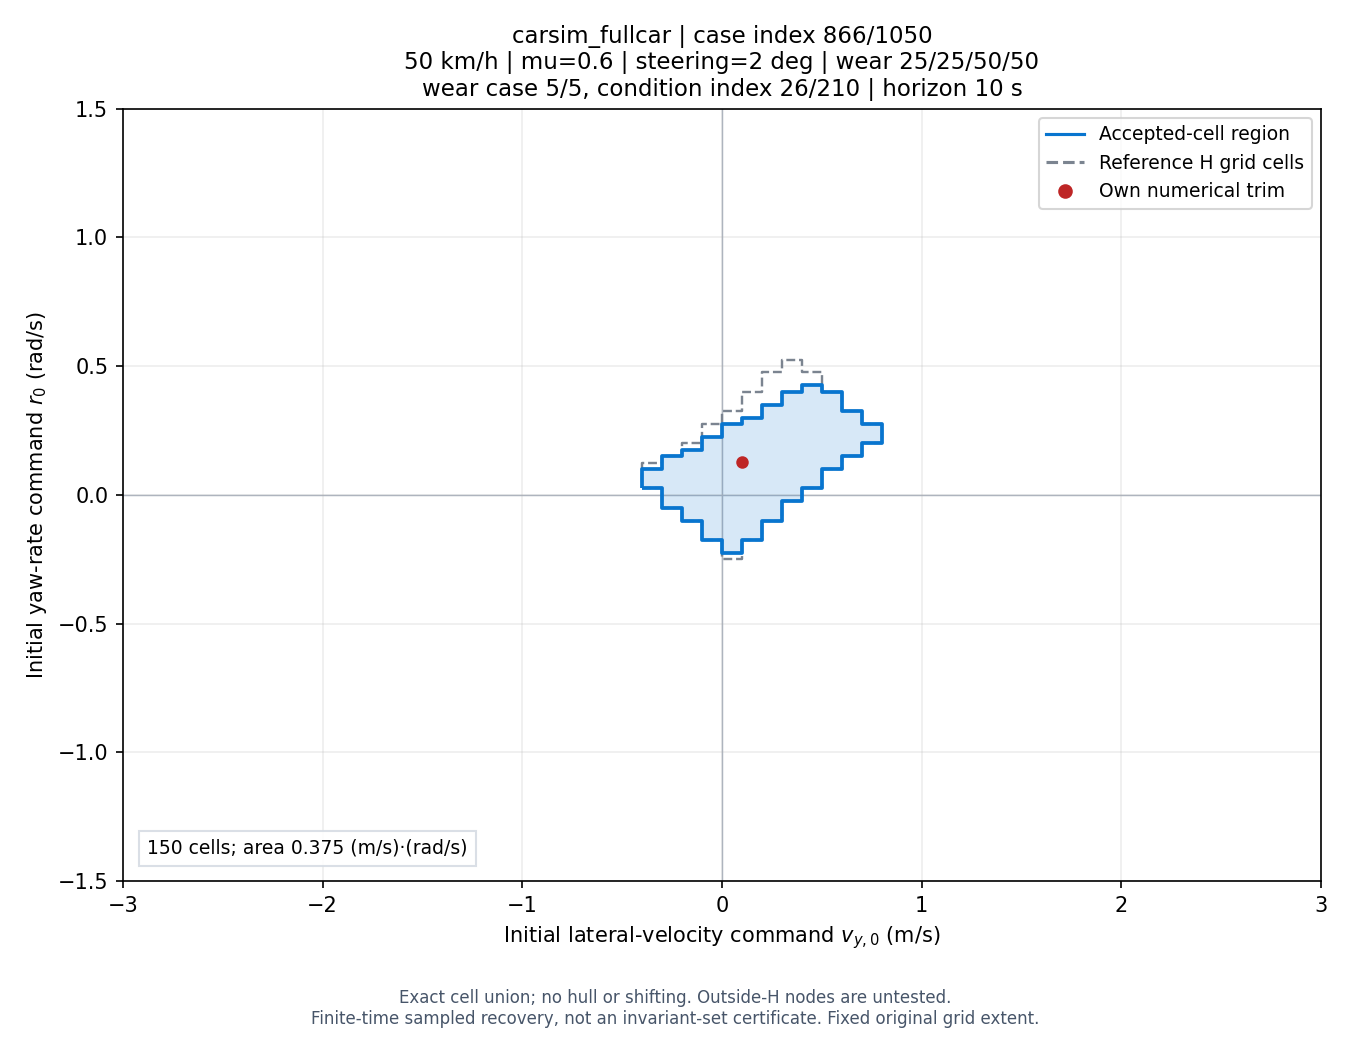 carsim_fullcar | case index 866/1050
50 km/h | mu=0.6 | steering=2 deg | wear 25/25/50/50
wear case 5/5, condition index 26/210 | horizon 10 s
Accepted-cell region
Reference H grid cells
Own numerical trim
1.5
1.0
0.5
0.0
−0.5
−1.0
−1.5
Initial yaw-rate command r₀ (rad/s)
150 cells; area 0.375 (m/s)·(rad/s)
−3
−2
−1
0
1
2
3
Initial lateral-velocity command v_{y,0} (m/s)
Exact cell union; no hull or shifting. Outside-H nodes are untested.
Finite-time sampled recovery, not an invariant-set certificate. Fixed original grid extent.